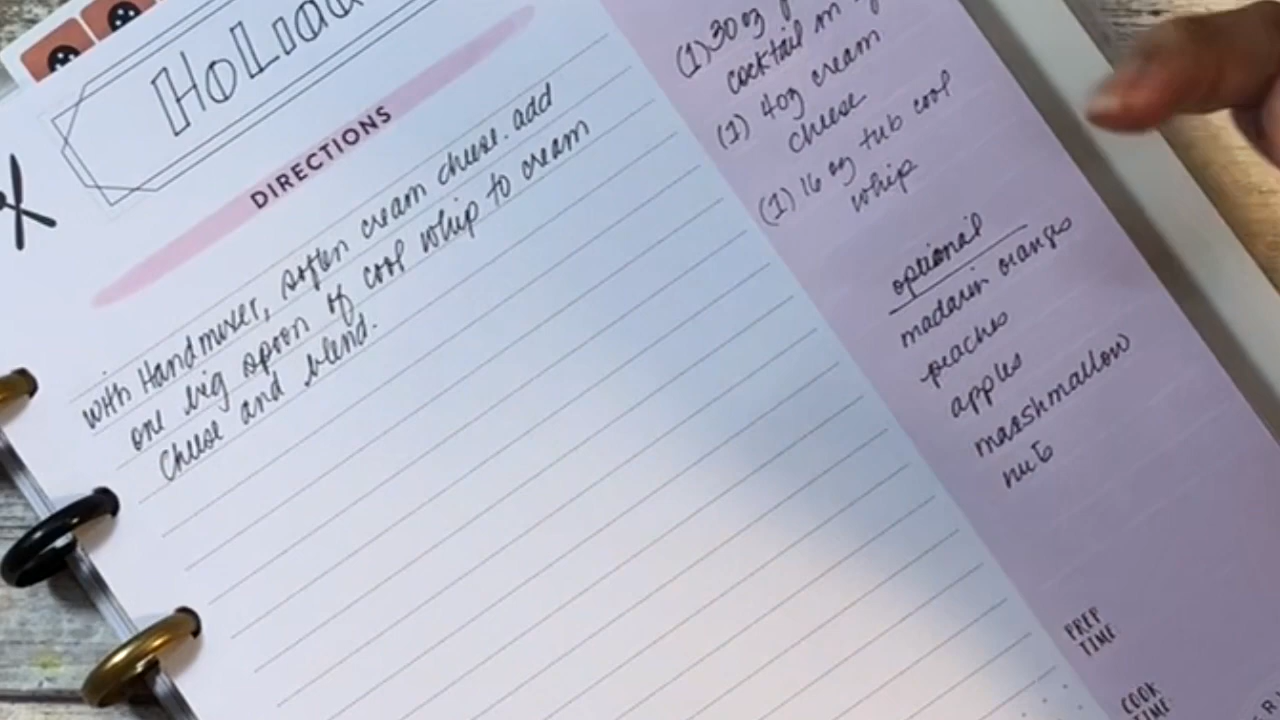 HoLida
DIRECTIONS
with Handmixer, soften cream cheese. add
one big spoon of cool whip to cream
cheese and blend.
(1) 30 oz
cocktail in
(1) 4oz cream
cheese
(1) 16 oz tub cool
whip
optional
madarin oranges
peaches
apples
marshmallow
nuts
PREP
TIME
COOK
TIME